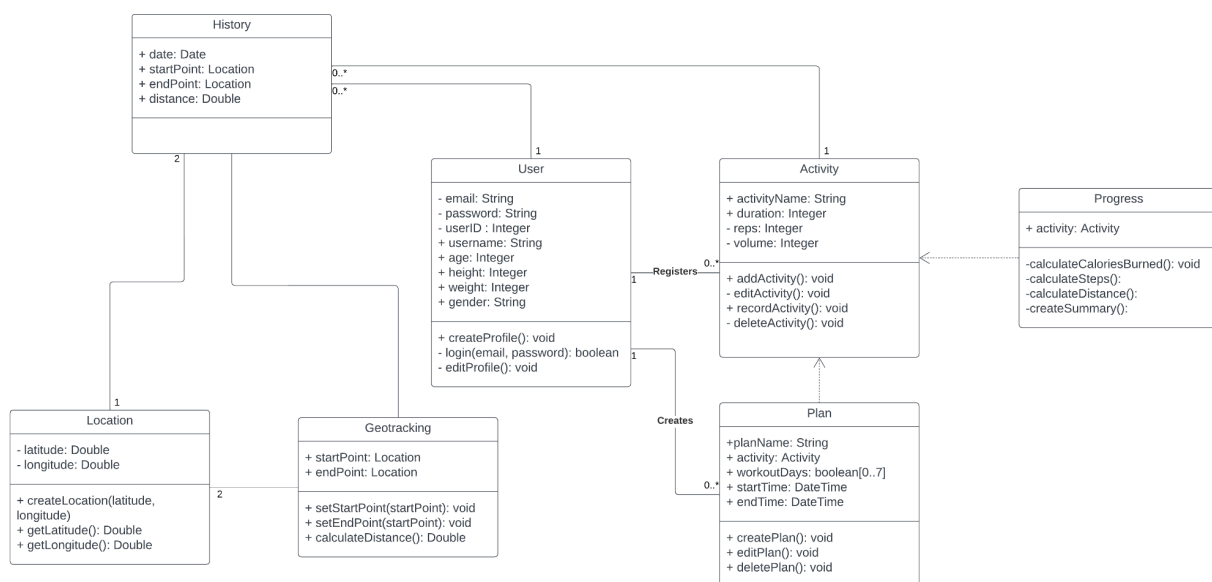 History
+ date: Date
+ startPoint: Location
+ endPoint: Location
+ distance: Double
0..*
0..*
2
1
1
User
- email: String
- password: String
- userID : Integer
+ username: String
+ age: Integer
+ height: Integer
+ weight: Integer
+ gender: String
+ createProfile(): void
- login(email, password): boolean
- editProfile(): void
Registers
1
0..*
Activity
+ activityName: String
+ duration: Integer
- reps: Integer
- volume: Integer
+ addActivity(): void
- editActivity(): void
+ recordActivity(): void
- deleteActivity(): void
Progress
+ activity: Activity
-calculateCaloriesBurned(): void
-calculateSteps():
-calculateDistance():
-createSummary():
1
Creates
0..*
1
Location
- latitude: Double
- longitude: Double
+ createLocation(latitude,
longitude)
+ getLatitude(): Double
+ getLongitude(): Double
2
Geotracking
+ startPoint: Location
+ endPoint: Location
+ setStartPoint(startPoint): void
+ setEndPoint(startPoint): void
+ calculateDistance(): Double
Plan
+planName: String
+ activity: Activity
+ workoutDays: boolean[0..7]
+ startTime: DateTime
+ endTime: DateTime
+ createPlan(): void
+ editPlan(): void
+ deletePlan(): void